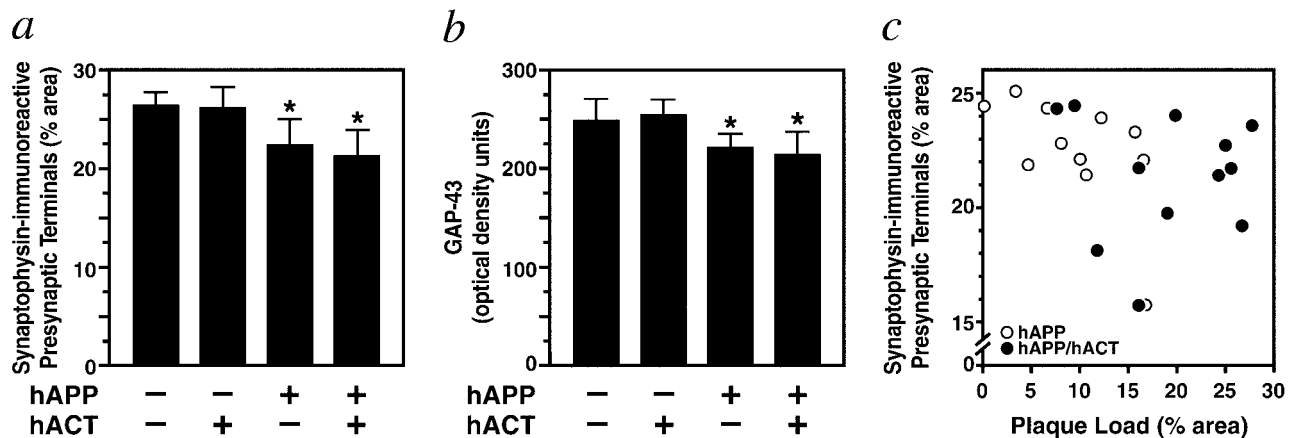 a
Synaptophysin-immunoreactive
Presynaptic Terminals (% area)
30
20
10
0
*
*
hAPP − − + +
hACT − + − +
b
GAP-43
(optical density units)
300
200
100
0
*
*
− − + +
− + − +
c
Synaptophysin-immunoreactive
Presynaptic Terminals (% area)
25
20
15
0
hAPP
hAPP/hACT
0 5 10 15 20 25 30
Plaque Load (% area)